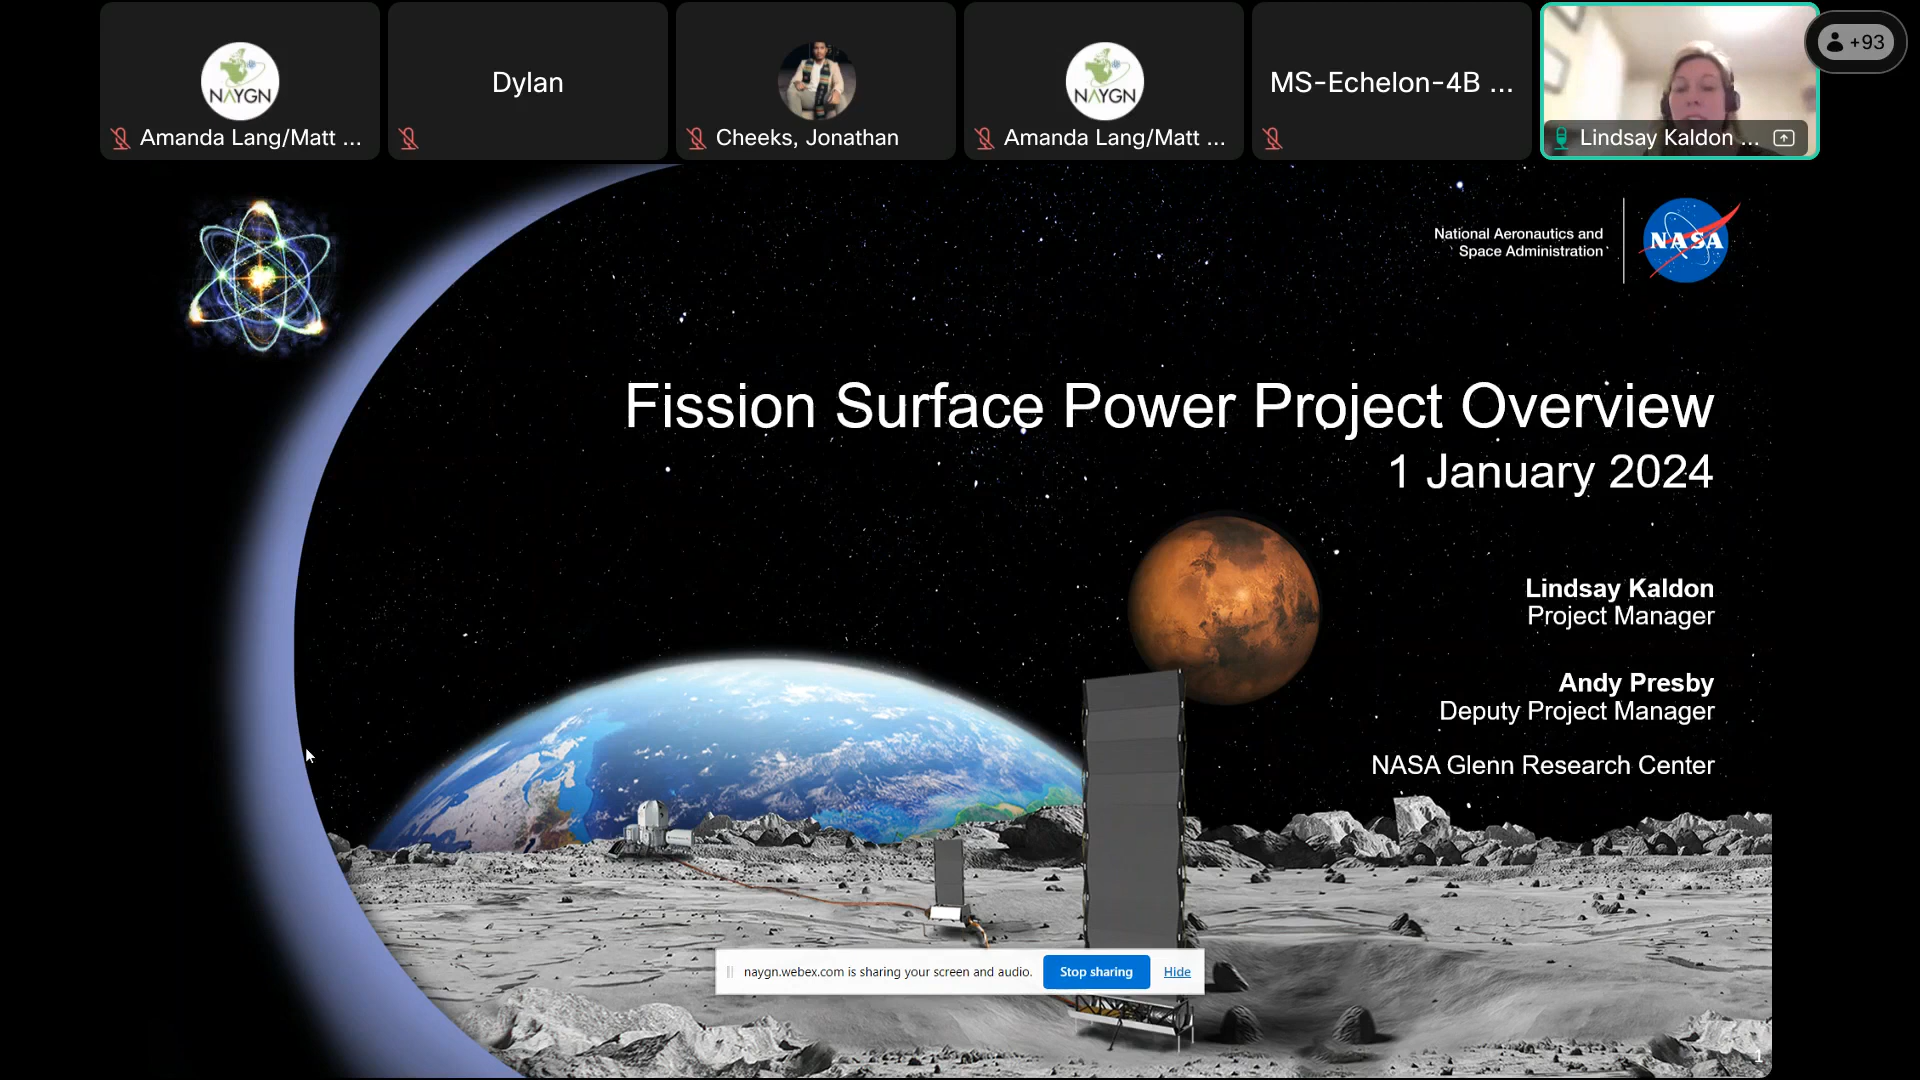 NAYGN
Amanda Lang/Matt ...
Dylan
Cheeks, Jonathan
NAYGN
Amanda Lang/Matt ...
MS-Echelon-4B ...
Lindsay Kaldon ...
+93
National Aeronautics and
Space Administration
NASA
Fission Surface Power Project Overview
1 January 2024
Lindsay Kaldon
Project Manager
Andy Presby
Deputy Project Manager
NASA Glenn Research Center
naygn.webex.com is sharing your screen and audio.
Stop sharing
Hide
1